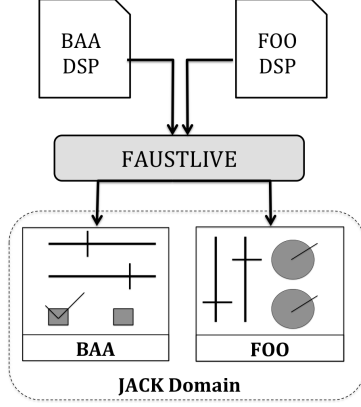 BAA
DSP
FOO
DSP
FAUSTLIVE
BAA
FOO
JACK Domain